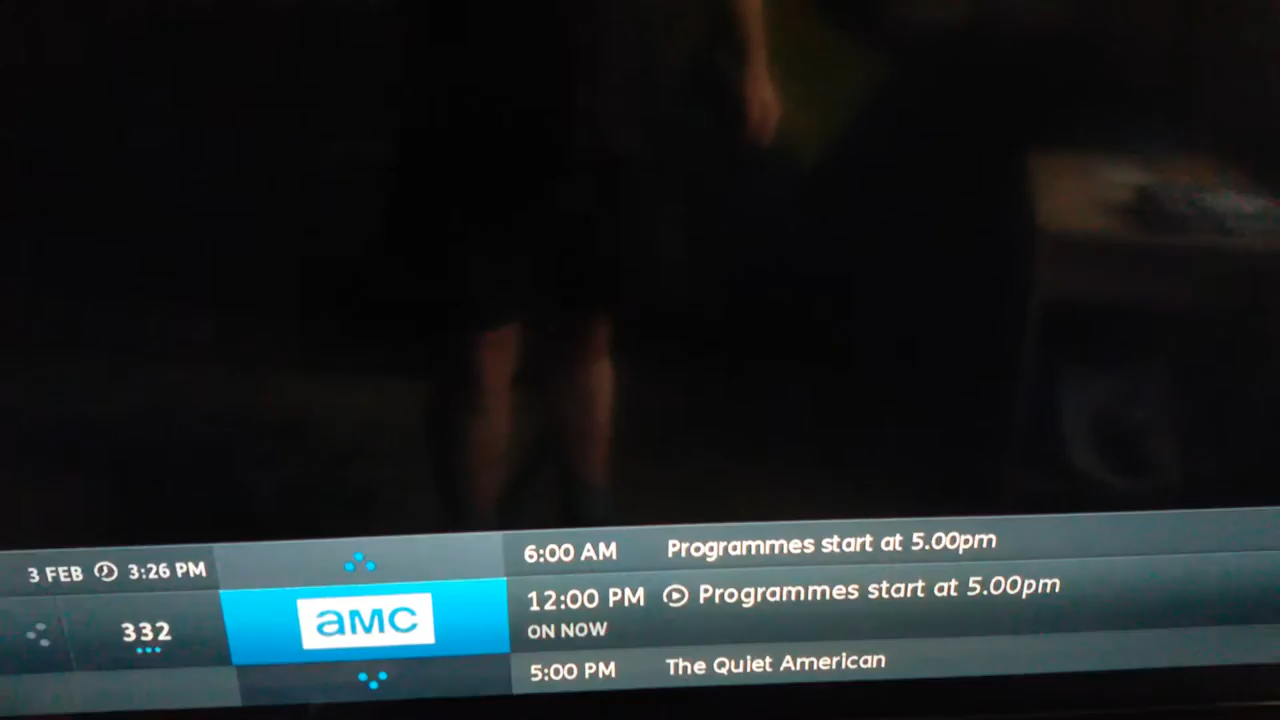 3 FEB 3:26 PM
332
aMC
6:00 AM Programmes start at 5.00pm
12:00 PM Programmes start at 5.00pm
ON NOW
5:00 PM The Quiet American